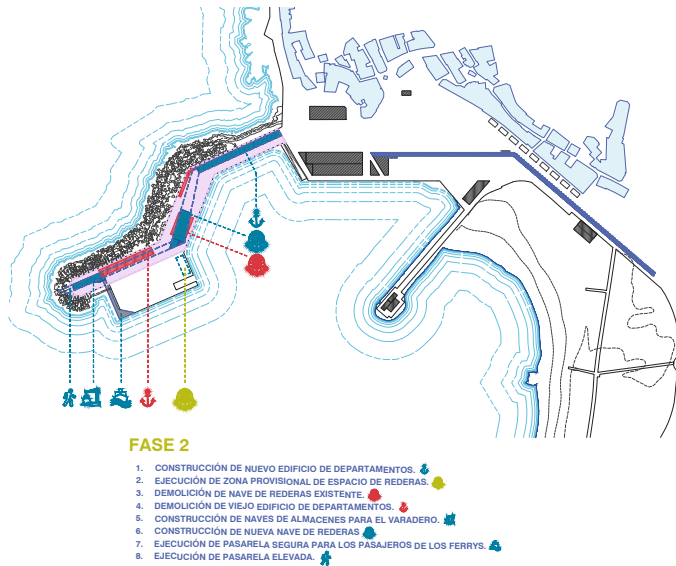 FASE 2
1. CONSTRUCCIÓN DE NUEVO EDIFICIO DE DEPARTAMENTOS.
2. EJECUCIÓN DE ZONA PROVISIONAL DE ESPACIO DE REDERAS.
3. DEMOLICIÓN DE NAVE DE REDERAS EXISTENTE.
4. DEMOLICIÓN DE VIEJO EDIFICIO DE DEPARTAMENTOS.
5. CONSTRUCCIÓN DE NAVES DE ALMACENES PARA EL VARADERO.
6. CONSTRUCCIÓN DE NUEVA NAVE DE REDERAS
7. EJECUCIÓN DE PASARELA SEGURA PARA LOS PASAJEROS DE LOS FERRYS.
8. EJECUCIÓN DE PASARELA ELEVADA.